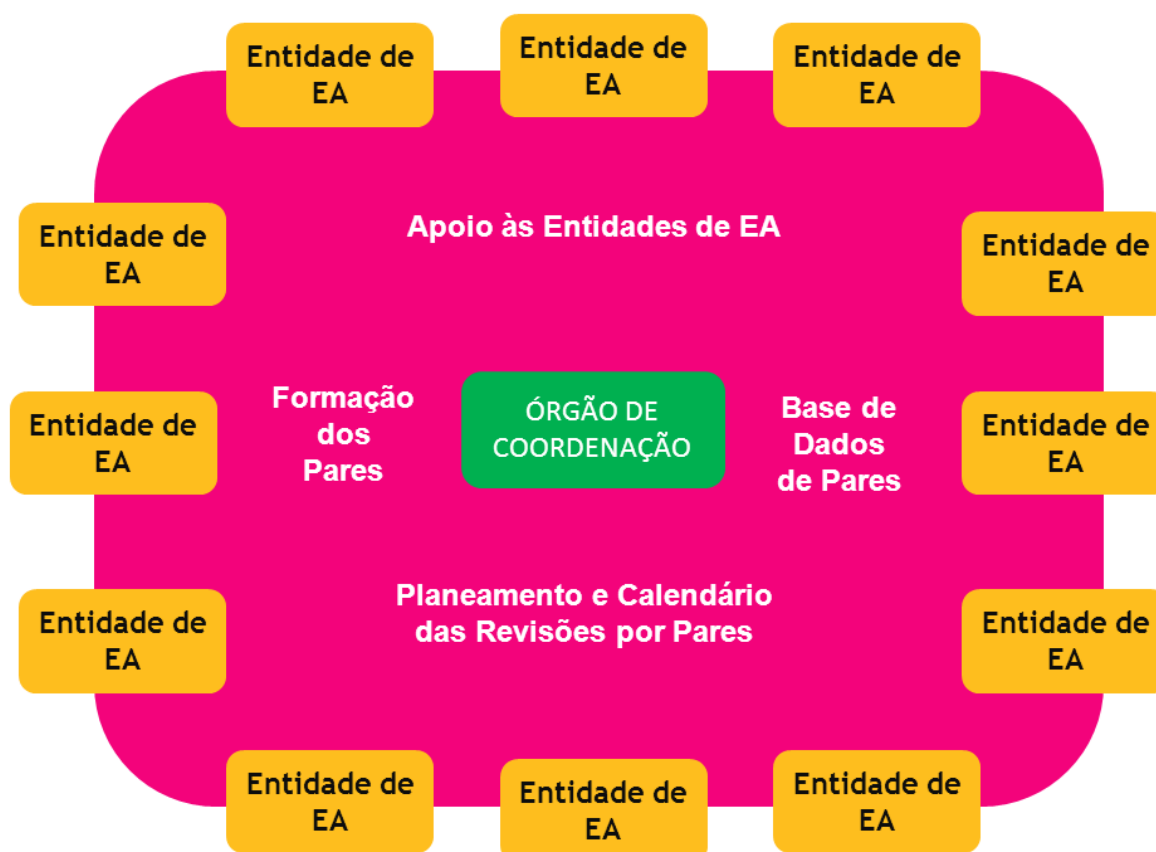 Entidade de
EA
Entidade de
EA
Entidade de
EA
Entidade de
EA
Apoio às Entidades de EA
Entidade de
EA
Entidade de
EA
Formação
dos
Pares
ÓRGÃO DE
COORDENAÇÃO
Base de
Dados
de Pares
Entidade de
EA
Entidade de
EA
Planeamento e Calendário
das Revisões por Pares
Entidade de
EA
Entidade de
EA
Entidade de
EA
Entidade de
EA